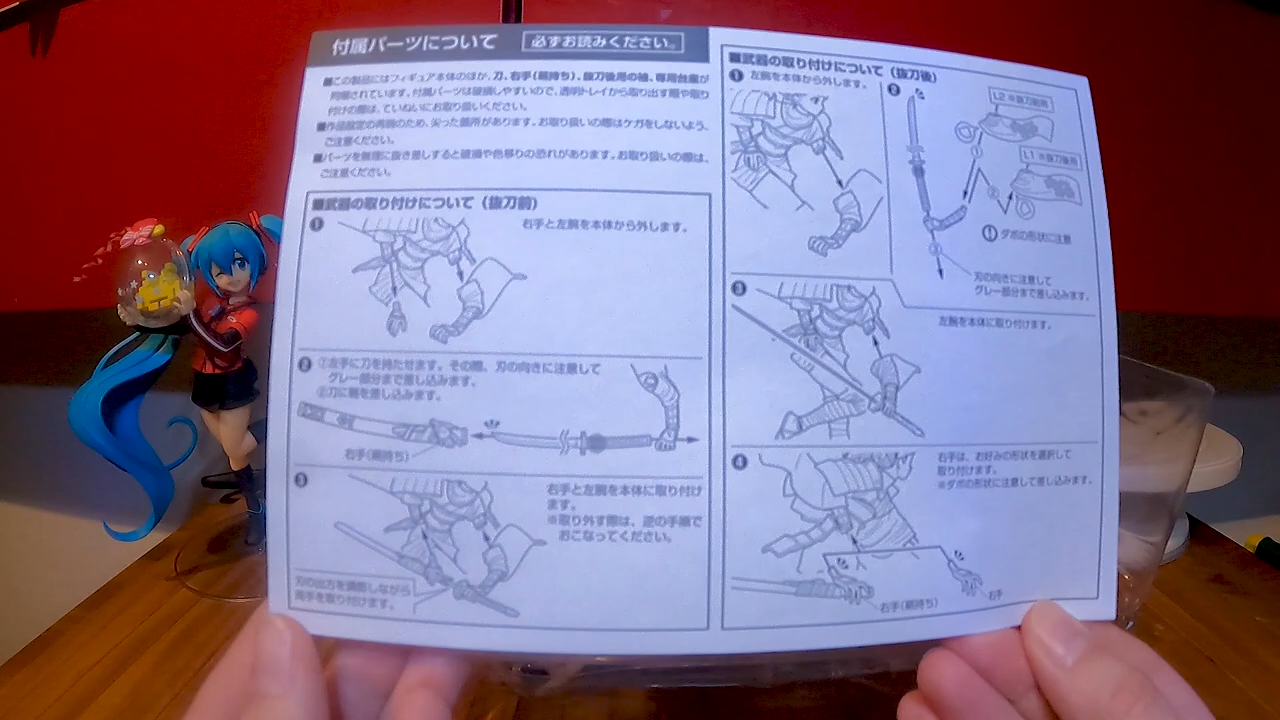 付属パーツについて 必ずお読みください。
■この製品にはフィギュア本体のほか、刀、右手(鞘持ち)、抜刀後用の袖、専用台座が
同梱されています。付属パーツは破損しやすいので、透明トレイから取り出す際や取り
付けの際は、ていねいにお取り扱いください。
■作品設定の再現のため、尖った箇所があります。お取り扱いの際はケガをしないよう、
ご注意ください。
■パーツを無理に抜き差しすると破損や色移りの恐れがあります。お取り扱いの際は、
ご注意ください。
■武器の取り付けについて（抜刀前）
❶ 右手と左腕を本体から外します。
❷ ①左手に刀を持たせます。その際、刃の向きに注意して
グレー部分まで差し込みます。
②刀に鞘を差し込みます。
右手(鞘持ち)
❸ 右手と左腕を本体に取り付け
ます。
※取り外す際は、逆の手順で
おこなってください。
刃の出方を調節しながら
両手を取り付けます。
■武器の取り付けについて（抜刀後）
❶ 左腕を本体から外します。
❷
L2 ※抜刀前用
L1 ※抜刀後用
① ダボの形状に注意
刃の向きに注意して
グレー部分まで差し込みます。
❸ 左腕を本体に取り付けます。
❹ 右手は、お好みの形状を選択して
取り付けます。
※ダボの形状に注意して差し込みます。
右手(鞘持ち)
右手